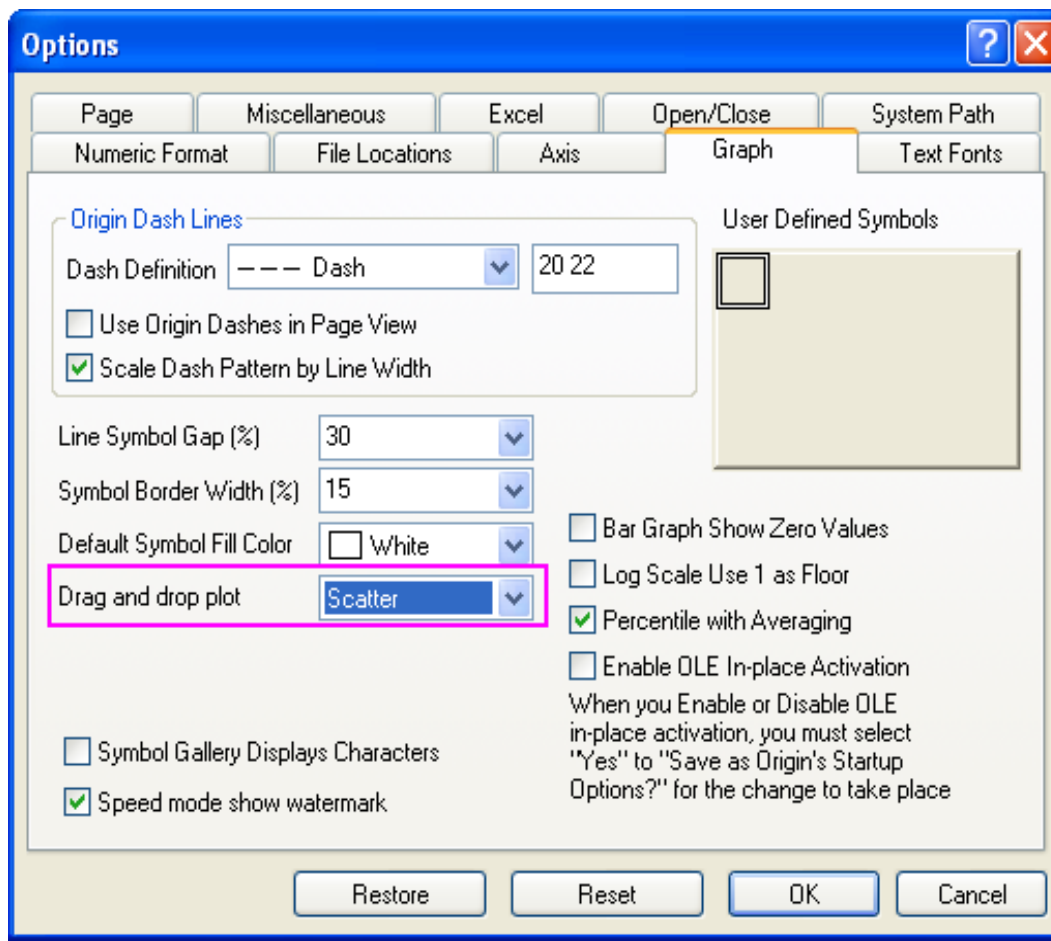 Options
Page Miscellaneous Excel Open/Close System Path
Numeric Format File Locations Axis Graph Text Fonts
Origin Dash Lines
Dash Definition Dash 20 22
Use Origin Dashes in Page View
Scale Dash Pattern by Line Width
User Defined Symbols
Line Symbol Gap (%) 30
Symbol Border Width (%) 15
Default Symbol Fill Color White
Drag and drop plot Scatter
Bar Graph Show Zero Values
Log Scale Use 1 as Floor
Percentile with Averaging
Enable OLE In-place Activation
When you Enable or Disable OLE
in-place activation, you must select
"Yes" to "Save as Origin's Startup
Options?" for the change to take place
Symbol Gallery Displays Characters
Speed mode show watermark
Restore Reset OK Cancel